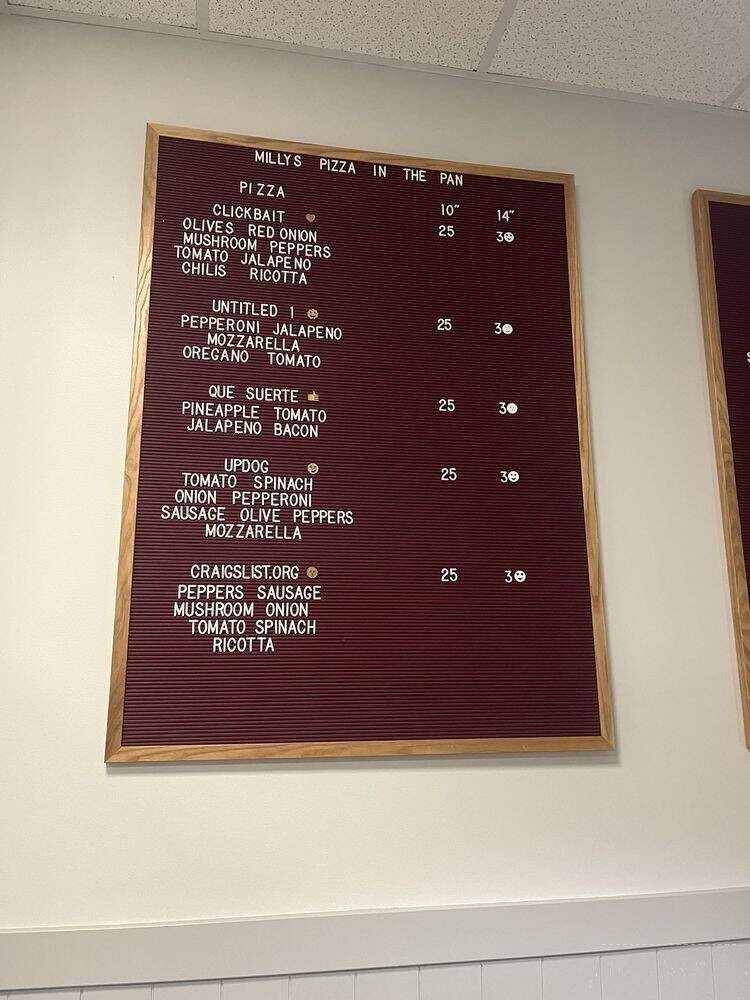 MILLYS PIZZA IN THE PAN
PIZZA 10" 14"
CLICKBAIT ❤ 25 3☻
OLIVES RED ONION
MUSHROOM PEPPERS
TOMATO JALAPENO
CHILIS RICOTTA
UNTITLED 1 ☻ 25 3☻
PEPPERONI JALAPENO
MOZZARELLA
OREGANO TOMATO
QUE SUERTE 👍 25 3☻
PINEAPPLE TOMATO
JALAPENO BACON
UPDOG ☻ 25 3☻
TOMATO SPINACH
ONION PEPPERONI
SAUSAGE OLIVE PEPPERS
MOZZARELLA
CRAIGSLIST.ORG ☻ 25 3☻
PEPPERS SAUSAGE
MUSHROOM ONION
TOMATO SPINACH
RICOTTA